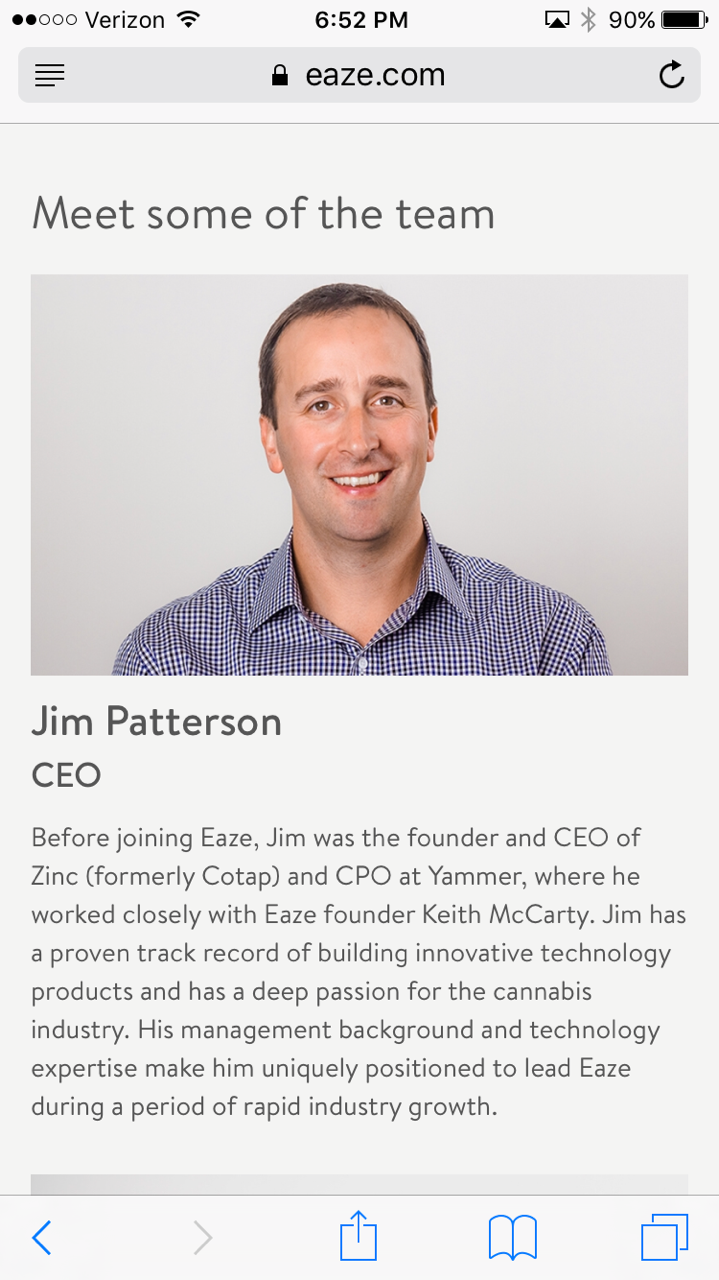 Verizon 6:52 PM 90%
eaze.com
Meet some of the team
Jim Patterson
CEO
Before joining Eaze, Jim was the founder and CEO of
Zinc (formerly Cotap) and CPO at Yammer, where he
worked closely with Eaze founder Keith McCarty. Jim has
a proven track record of building innovative technology
products and has a deep passion for the cannabis
industry. His management background and technology
expertise make him uniquely positioned to lead Eaze
during a period of rapid industry growth.